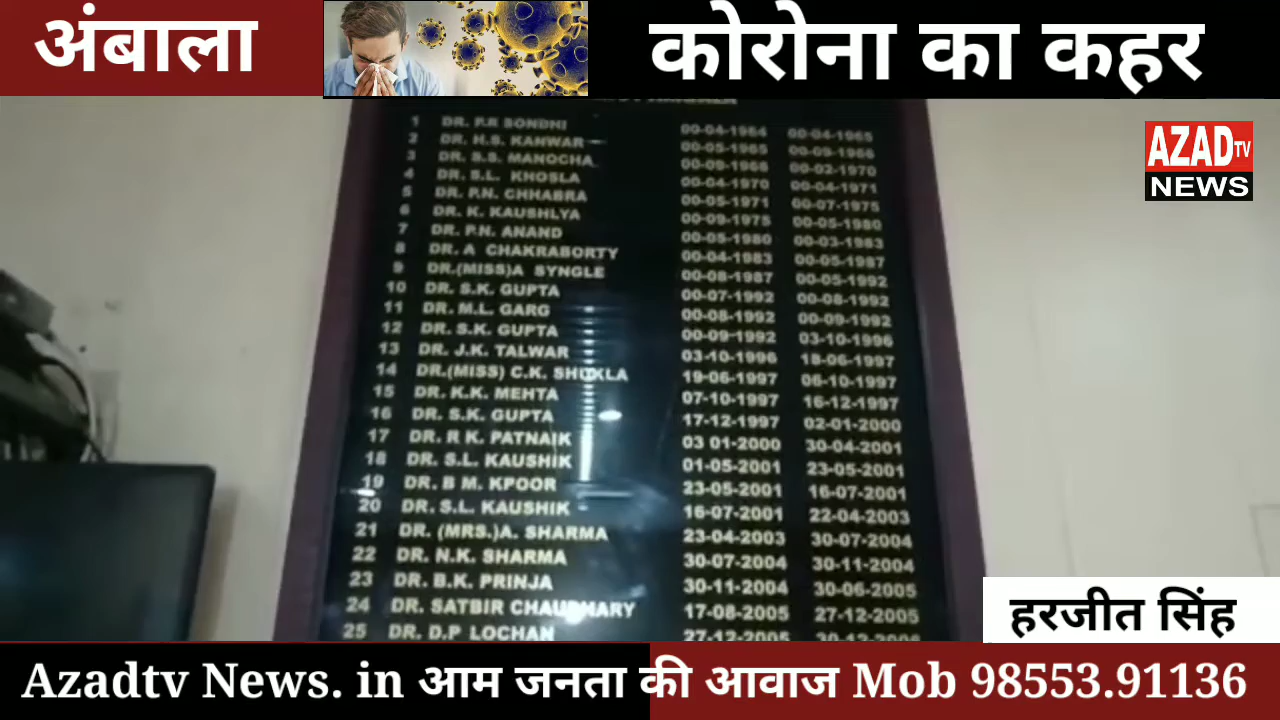 अंबाला
कोरोना का कहर
AZAD TV
NEWS
1 DR. P.R SONDHI 00-04-1964 00-04-1965
2 DR. H.S. KANWAR 00-05-1965 00-09-1966
3 DR. S.S. MANOCHA 00-09-1966 00-02-1970
4 DR. S.L. KHOSLA 00-04-1970 00-04-1971
5 DR. P.N. CHHABRA 00-05-1971 00-07-1975
6 DR. K. KAUSHLYA 00-09-1975 00-05-1980
7 DR. P.N. ANAND 00-05-1980 00-03-1983
8 DR. A CHAKRABORTY 00-04-1983 00-05-1987
9 DR.(MISS)A SYNGLE 00-08-1987 00-05-1992
10 DR. S.K. GUPTA 00-07-1992 00-08-1992
11 DR. M.L. GARG 00-08-1992 00-09-1992
12 DR. S.K. GUPTA 00-09-1992 03-10-1996
13 DR. J.K. TALWAR 03-10-1996 18-06-1997
14 DR.(MISS) C.K. SHUKLA 19-06-1997 06-10-1997
15 DR. K.K. MEHTA 07-10-1997 16-12-1997
16 DR. S.K. GUPTA 17-12-1997 02-01-2000
17 DR. R K. PATNAIK 03 01-2000 30-04-2001
18 DR. S.L. KAUSHIK 01-05-2001 23-05-2001
19 DR. B M. KPOOR 23-05-2001 16-07-2001
20 DR. S.L. KAUSHIK 16-07-2001 22-04-2003
21 DR. (MRS.)A. SHARMA 23-04-2003 30-07-2004
22 DR. N.K. SHARMA 30-07-2004 30-11-2004
23 DR. B.K. PRINJA 30-11-2004 30-06-2005
24 DR. SATBIR CHAUDHARY 17-08-2005 27-12-2005
25 DR. D.P LOCHAN 27-12-2005
हरजीत सिंह
Azadtv News. in आम जनता की आवाज Mob 98553.91136